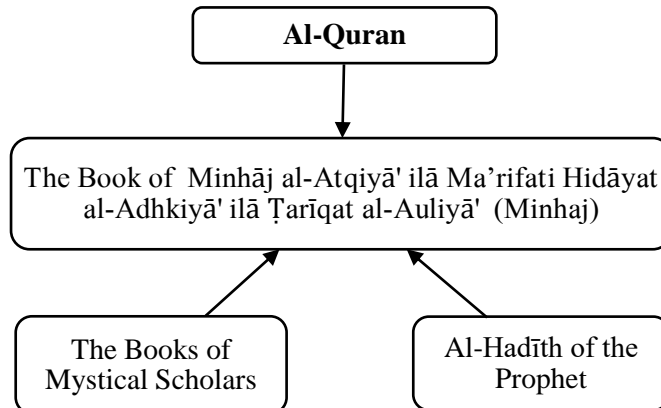 Al-Quran
The Book of Minhāj al-Atqiyā' ilā Ma’rifati Hidāyat
al-Adhkiyā' ilā Ṭarīqat al-Auliyā' (Minhaj)
The Books of
Mystical Scholars
Al-Hadīth of the
Prophet